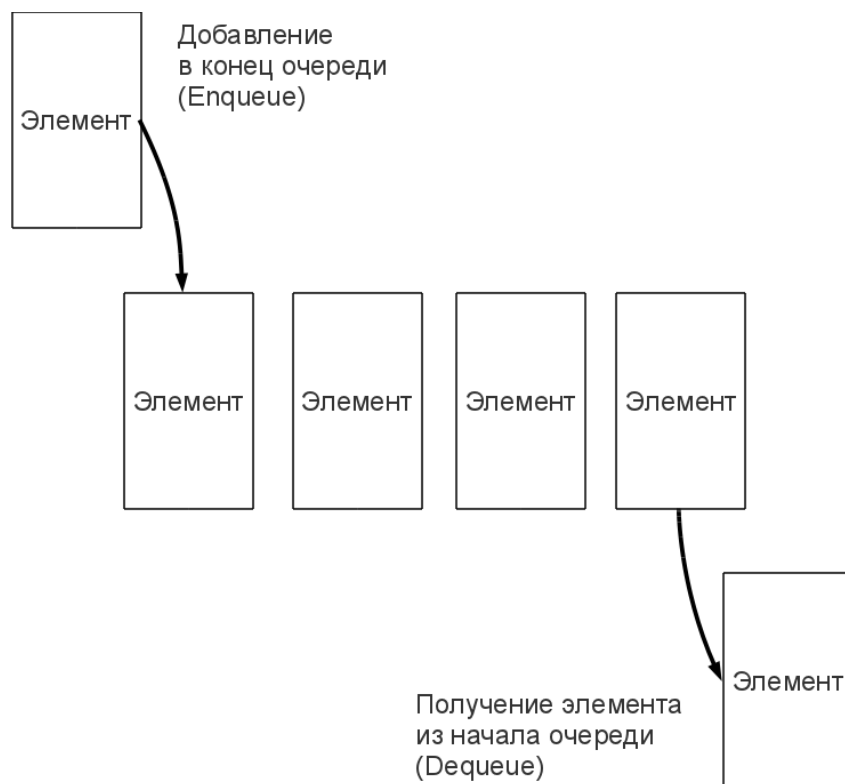 Добавление
в конец очереди
(Enqueue)
Элемент
Элемент
Элемент
Элемент
Элемент
Элемент
Получение элемента
из начала очереди
(Dequeue)